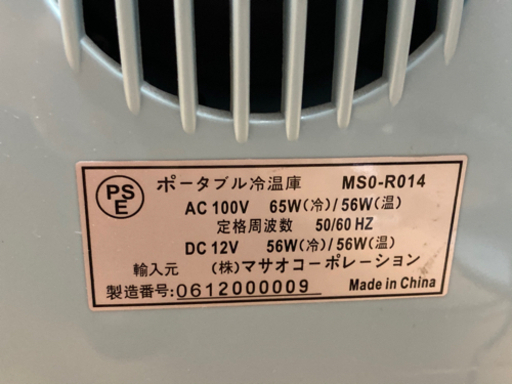 PSE ポータブル冷温庫 MS0-R014
AC 100V 65W(冷)/56W(温)
定格周波数 50/60 HZ
DC 12V 56W(冷)/56W(温)
輸入元 (株)マサオコーポレーション
製造番号:0612000009 Made in China